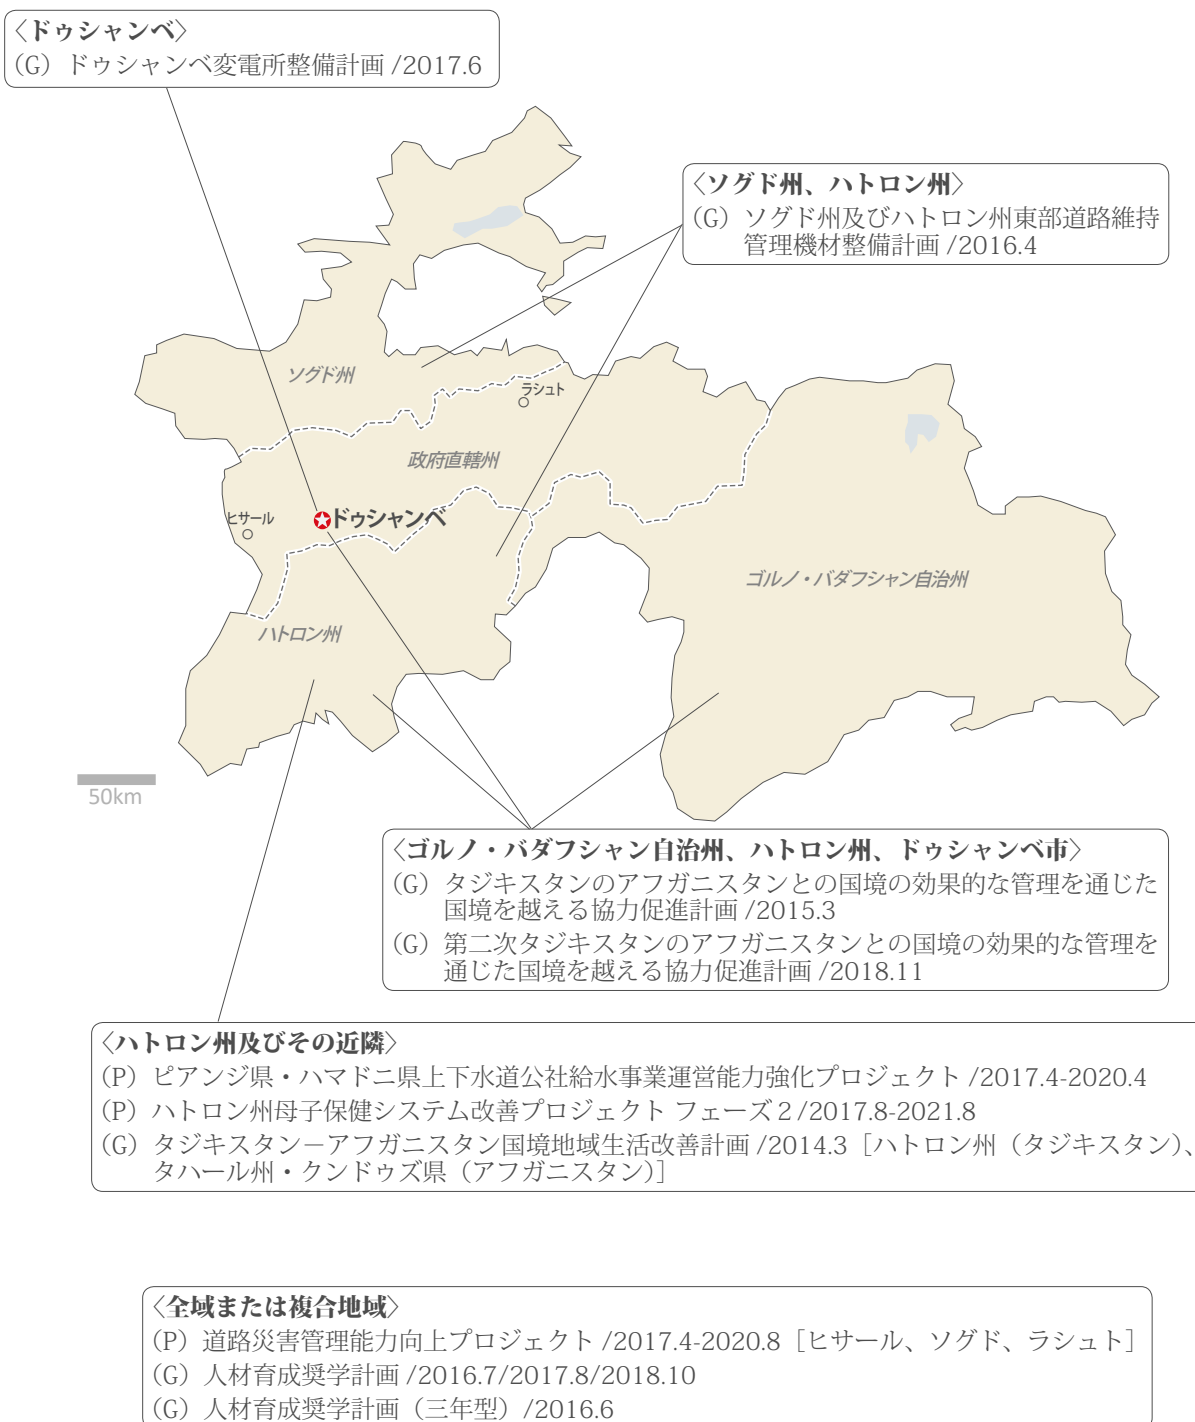 〈ドゥシャンベ〉
（G）ドゥシャンベ変電所整備計画 /2017.6
〈ソグド州、ハトロン州〉
（G）ソグド州及びハトロン州東部道路維持
管理機材整備計画 /2016.4
ソグド州
ラシュト
政府直轄州
ヒサール
ドゥシャンベ
ゴルノ・バダフシャン自治州
ハトロン州
50km
〈ゴルノ・バダフシャン自治州、ハトロン州、ドゥシャンベ市〉
（G）タジキスタンのアフガニスタンとの国境の効果的な管理を通じた
国境を越える協力促進計画 /2015.3
（G）第二次タジキスタンのアフガニスタンとの国境の効果的な管理を
通じた国境を越える協力促進計画 /2018.11
〈ハトロン州及びその近隣〉
（P）ピアンジ県・ハマドニ県上下水道公社給水事業運営能力強化プロジェクト /2017.4-2020.4
（P）ハトロン州母子保健システム改善プロジェクト フェーズ２/2017.8-2021.8
（G）タジキスタン－アフガニスタン国境地域生活改善計画 /2014.3［ハトロン州（タジキスタン）、
タハール州・クンドゥズ県（アフガニスタン）］
〈全域または複合地域〉
（P）道路災害管理能力向上プロジェクト /2017.4-2020.8［ヒサール、ソグド、ラシュト］
（G）人材育成奨学計画 /2016.7/2017.8/2018.10
（G）人材育成奨学計画（三年型）/2016.6